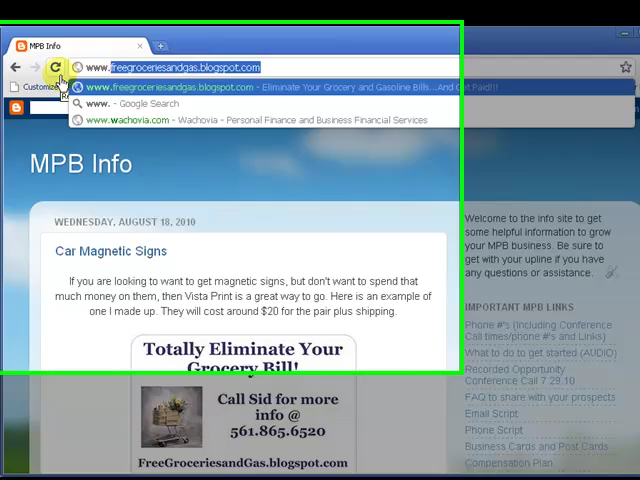 MPB Info
www.freegroceriesandgas.blogspot.com
www.freegroceriesandgas.blogspot.com - Eliminate Your Grocery and Gasoline Bills...And Get Paid!!!
Customize
www. - Google Search
www.wachovia.com - Wachovia - Personal Finance and Business Financial Services
MPB Info
WEDNESDAY, AUGUST 18, 2010
Car Magnetic Signs
If you are looking to want to get magnetic signs, but don't want to spend that
much money on them, then Vista Print is a great way to go. Here is an example of
one I made up. They will cost around $20 for the pair plus shipping.
Totally Eliminate Your
Grocery Bill!
Call Sid for more
info @
561.865.6520
FreeGroceriesandGas.blogspot.com
Welcome to the info site to get
some helpful information to grow
your MPB business. Be sure to
get with your upline if you have
any questions or assistance.
IMPORTANT MPB LINKS
Phone #'s (Including Conference
Call times/phone #'s and Links)
What to do to get started (AUDIO)
Recorded Opportunity
Conference Call 7.29.10
FAQ to share with your prospects
Email Script
Phone Script
Business Cards and Post Cards
Compensation Plan